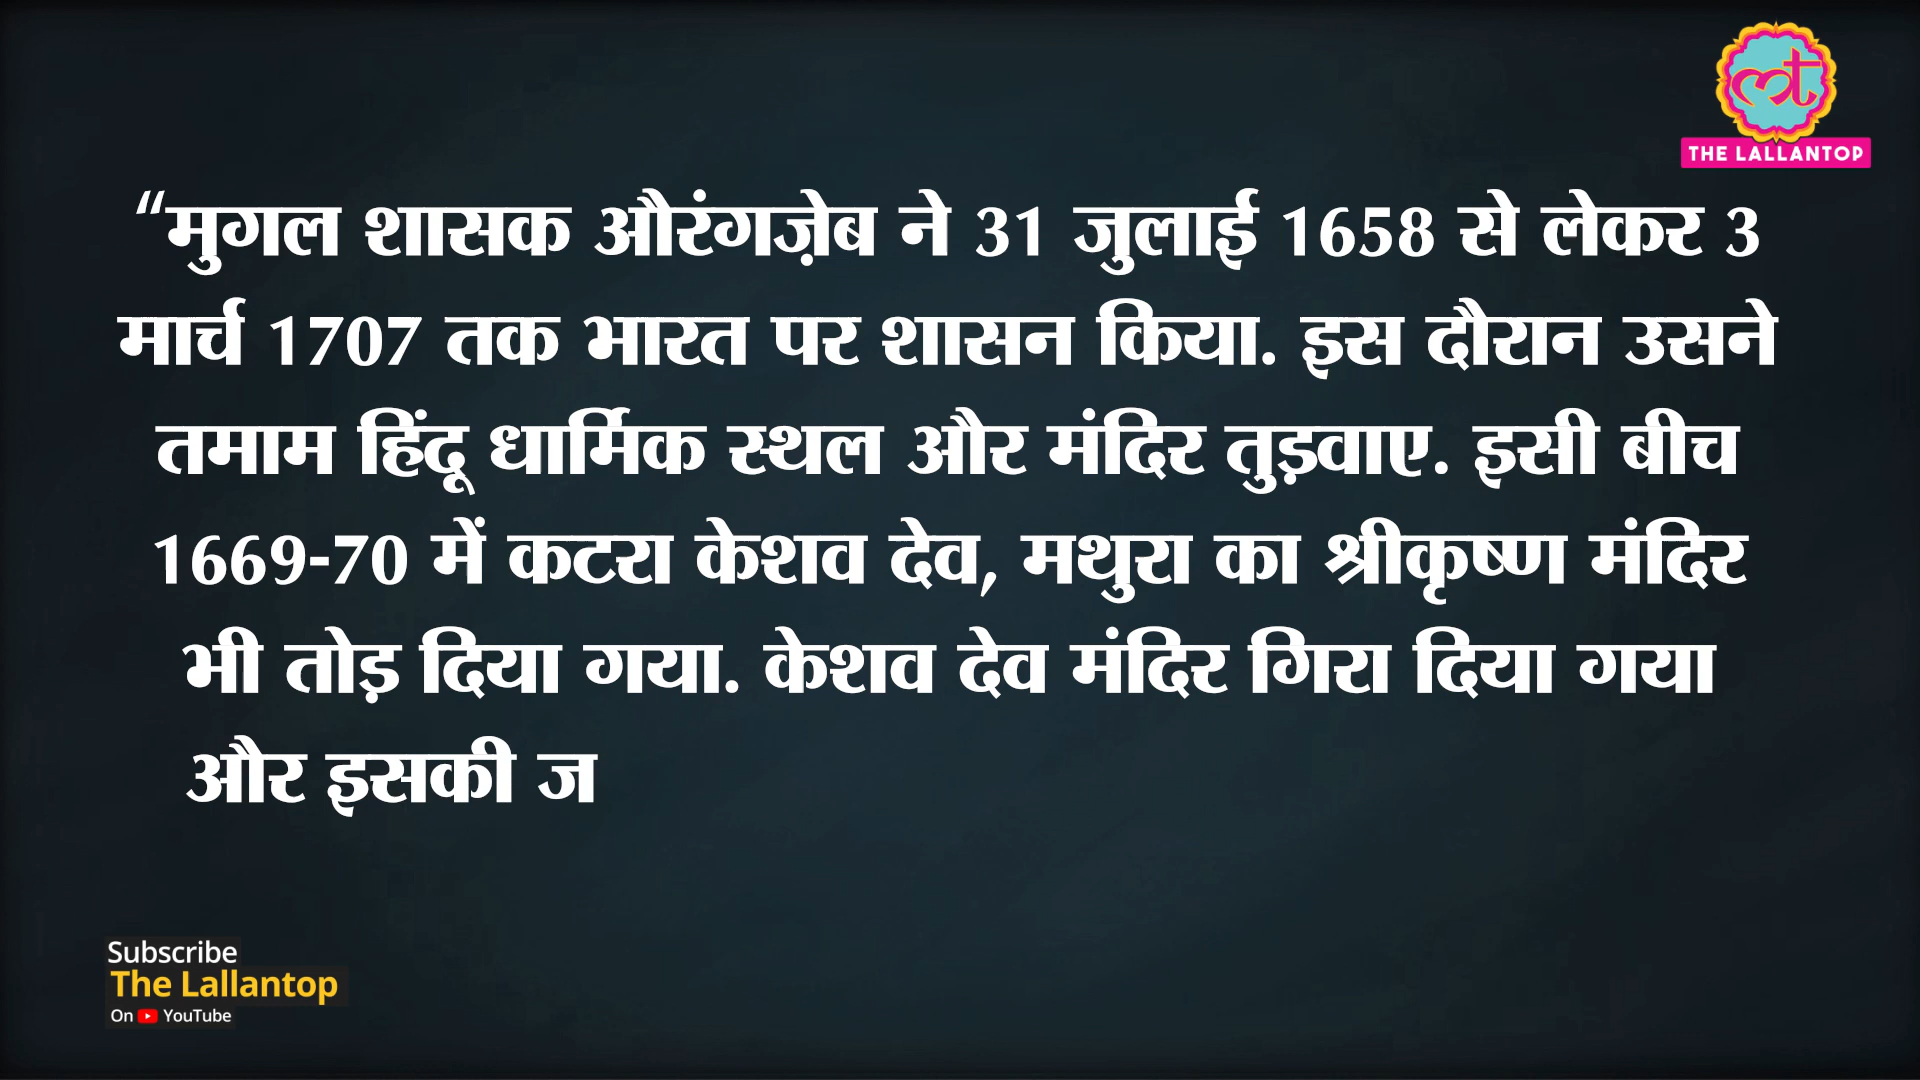 THE LALLANTOP
“मुगल शासक औरंगज़ेब ने 31 जुलाई 1658 से लेकर 3
मार्च 1707 तक भारत पर शासन किया. इस दौरान उसने
तमाम हिंदू धार्मिक स्थल और मंदिर तुड़वाए. इसी बीच
1669-70 में कटरा केशव देव, मथुरा का श्रीकृष्ण मंदिर
भी तोड़ दिया गया. केशव देव मंदिर गिरा दिया गया
और इसकी ज
Subscribe
The Lallantop
On YouTube